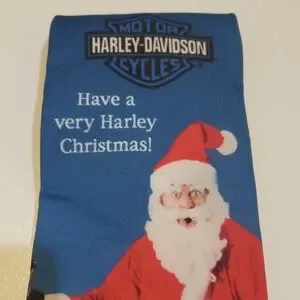 MOTOR
HARLEY-DAVIDSON
CYCLES
Have a
very Harley
Christmas!